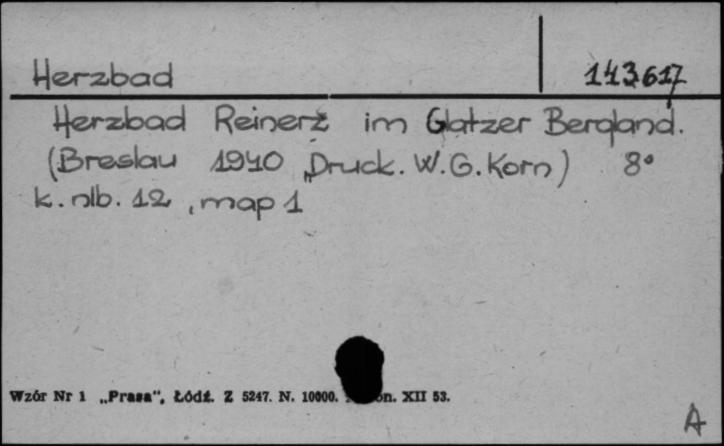 Herzbad 143617
Herzbad Reinerz im Glatzer Bergland.
(Breslau 1940, Druck. W. G. Korn) 8°
k. nlb. 12, map 1
Wzór Nr 1 „Prasa“, Łódź. Z 5247. N. 10000. XII 53.
A